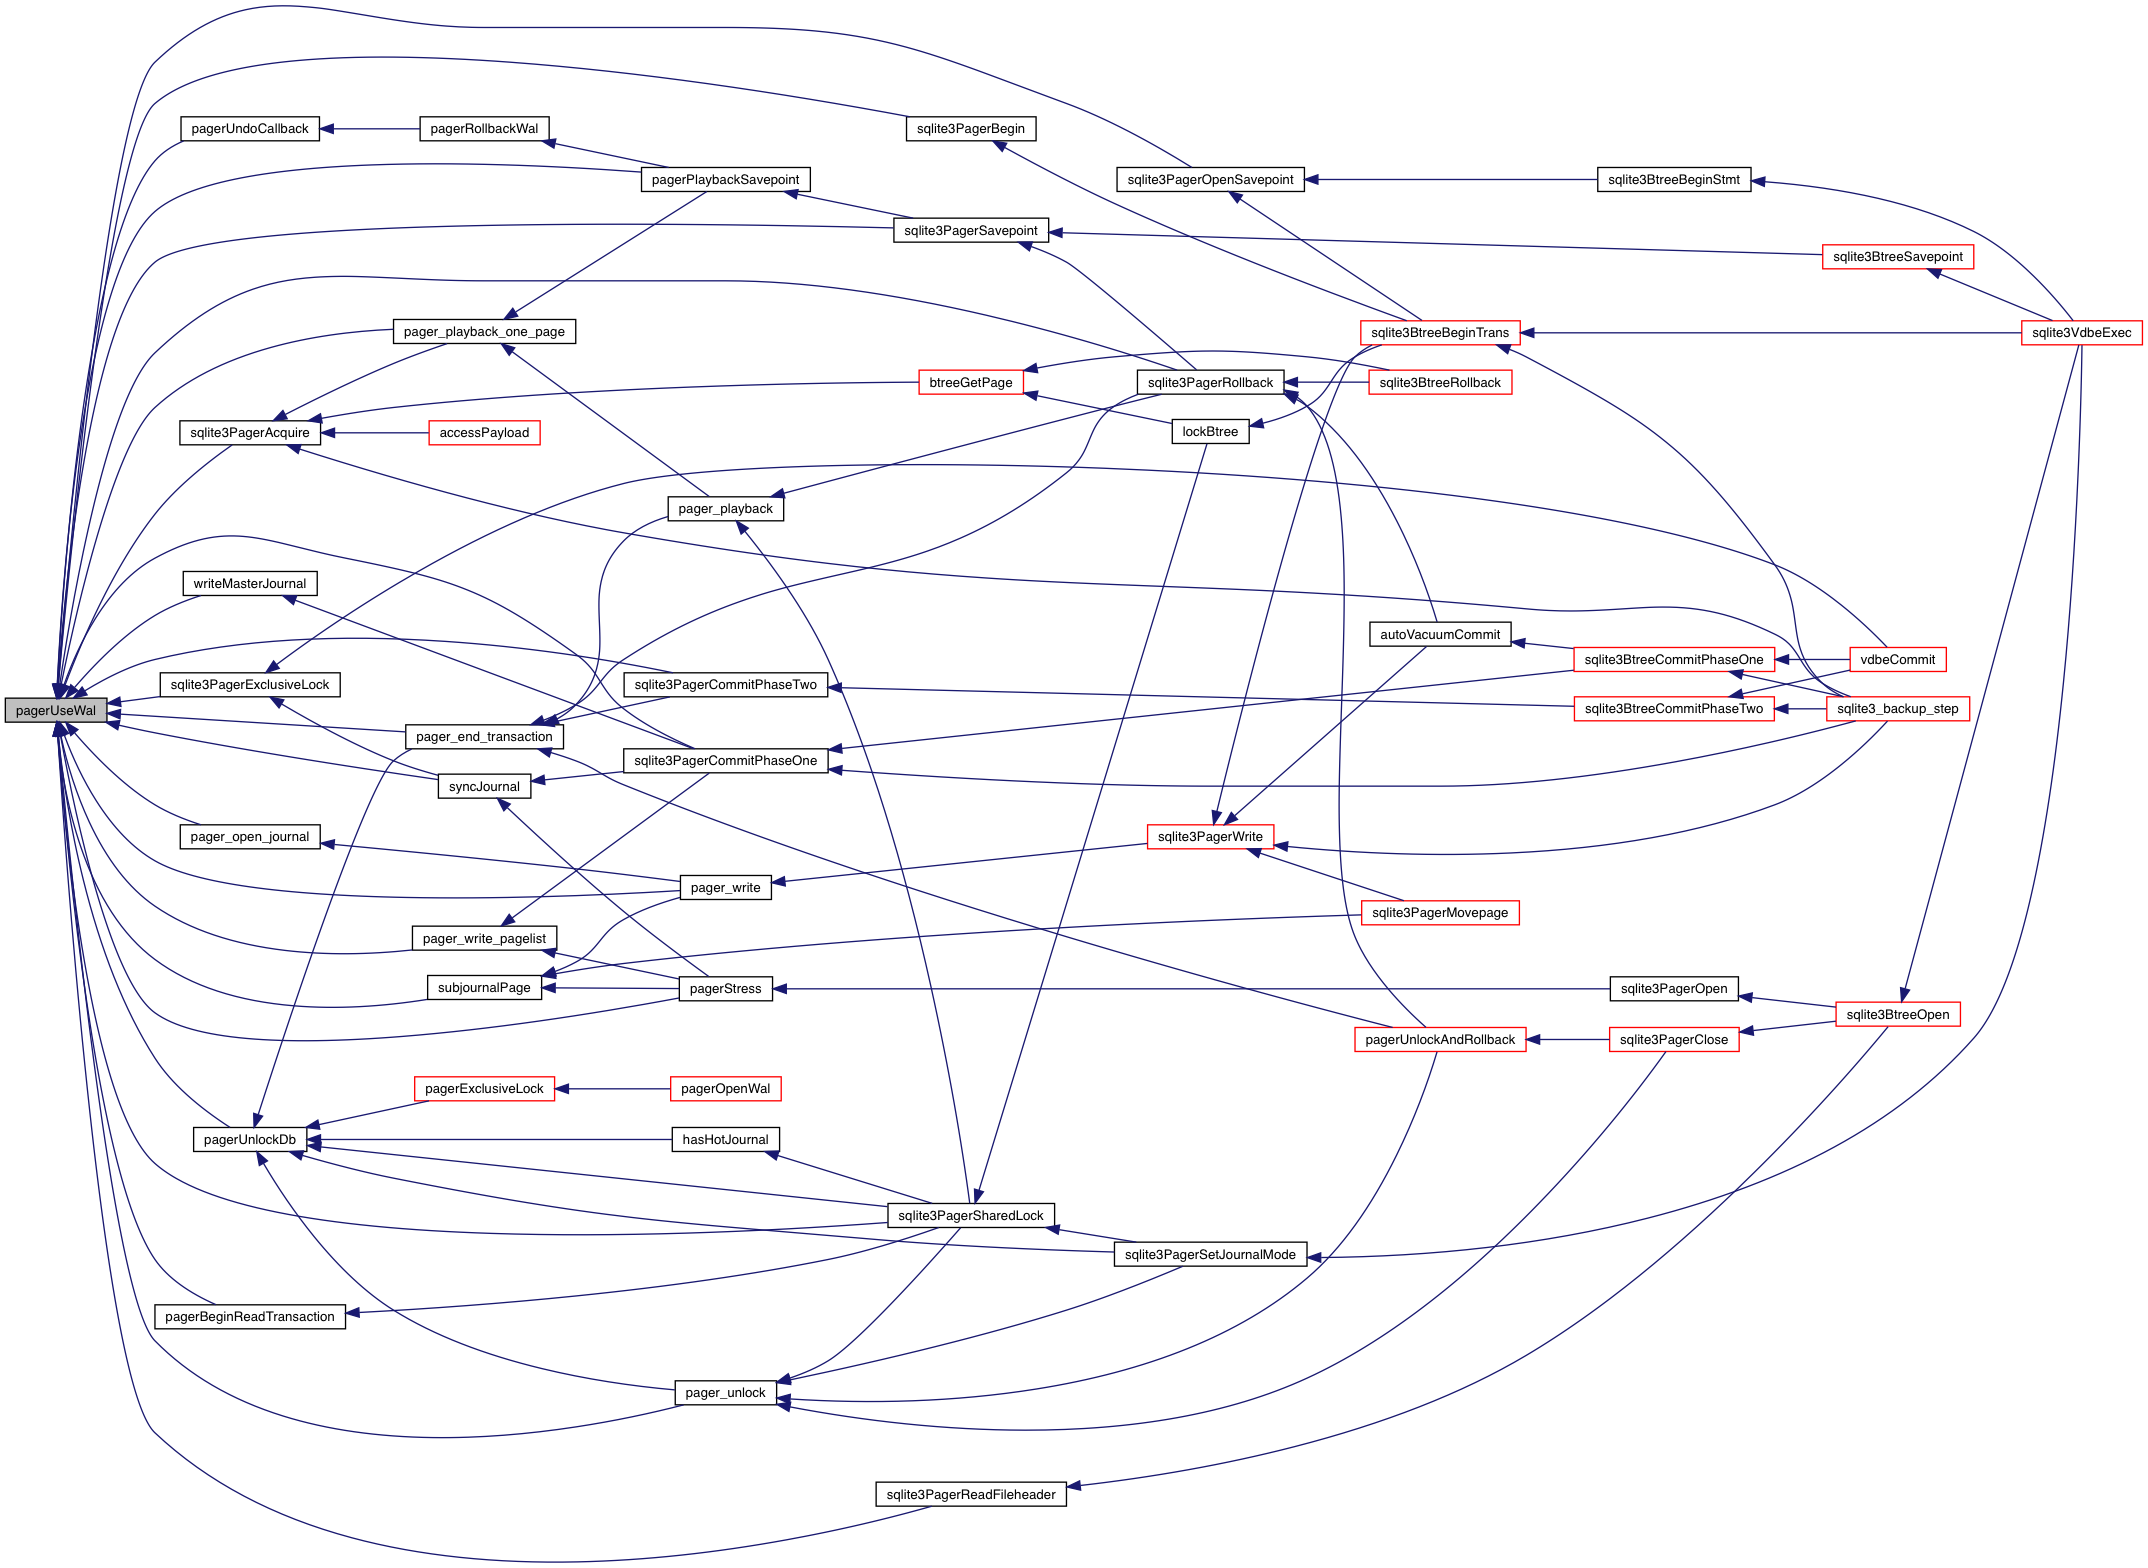 pagerUndoCallback
pagerRollbackWal
sqlite3PagerBegin
pagerPlaybackSavepoint
sqlite3PagerOpenSavepoint
sqlite3BtreeBeginStmt
sqlite3PagerSavepoint
sqlite3BtreeSavepoint
pager_playback_one_page
sqlite3BtreeBeginTrans
sqlite3VdbeExec
btreeGetPage
sqlite3PagerRollback
sqlite3BtreeRollback
sqlite3PagerAcquire
accessPayload
lockBtree
pager_playback
writeMasterJournal
autoVacuumCommit
sqlite3PagerExclusiveLock
sqlite3PagerCommitPhaseTwo
sqlite3BtreeCommitPhaseOne
vdbeCommit
pagerUseWal
sqlite3BtreeCommitPhaseTwo
sqlite3_backup_step
pager_end_transaction
sqlite3PagerCommitPhaseOne
syncJournal
pager_open_journal
sqlite3PagerWrite
pager_write
sqlite3PagerMovepage
pager_write_pagelist
subjournalPage
pagerStress
sqlite3PagerOpen
sqlite3BtreeOpen
pagerUnlockAndRollback
sqlite3PagerClose
pagerExclusiveLock
pagerOpenWal
pagerUnlockDb
hasHotJournal
sqlite3PagerSharedLock
sqlite3PagerSetJournalMode
pagerBeginReadTransaction
pager_unlock
sqlite3PagerReadFileheader